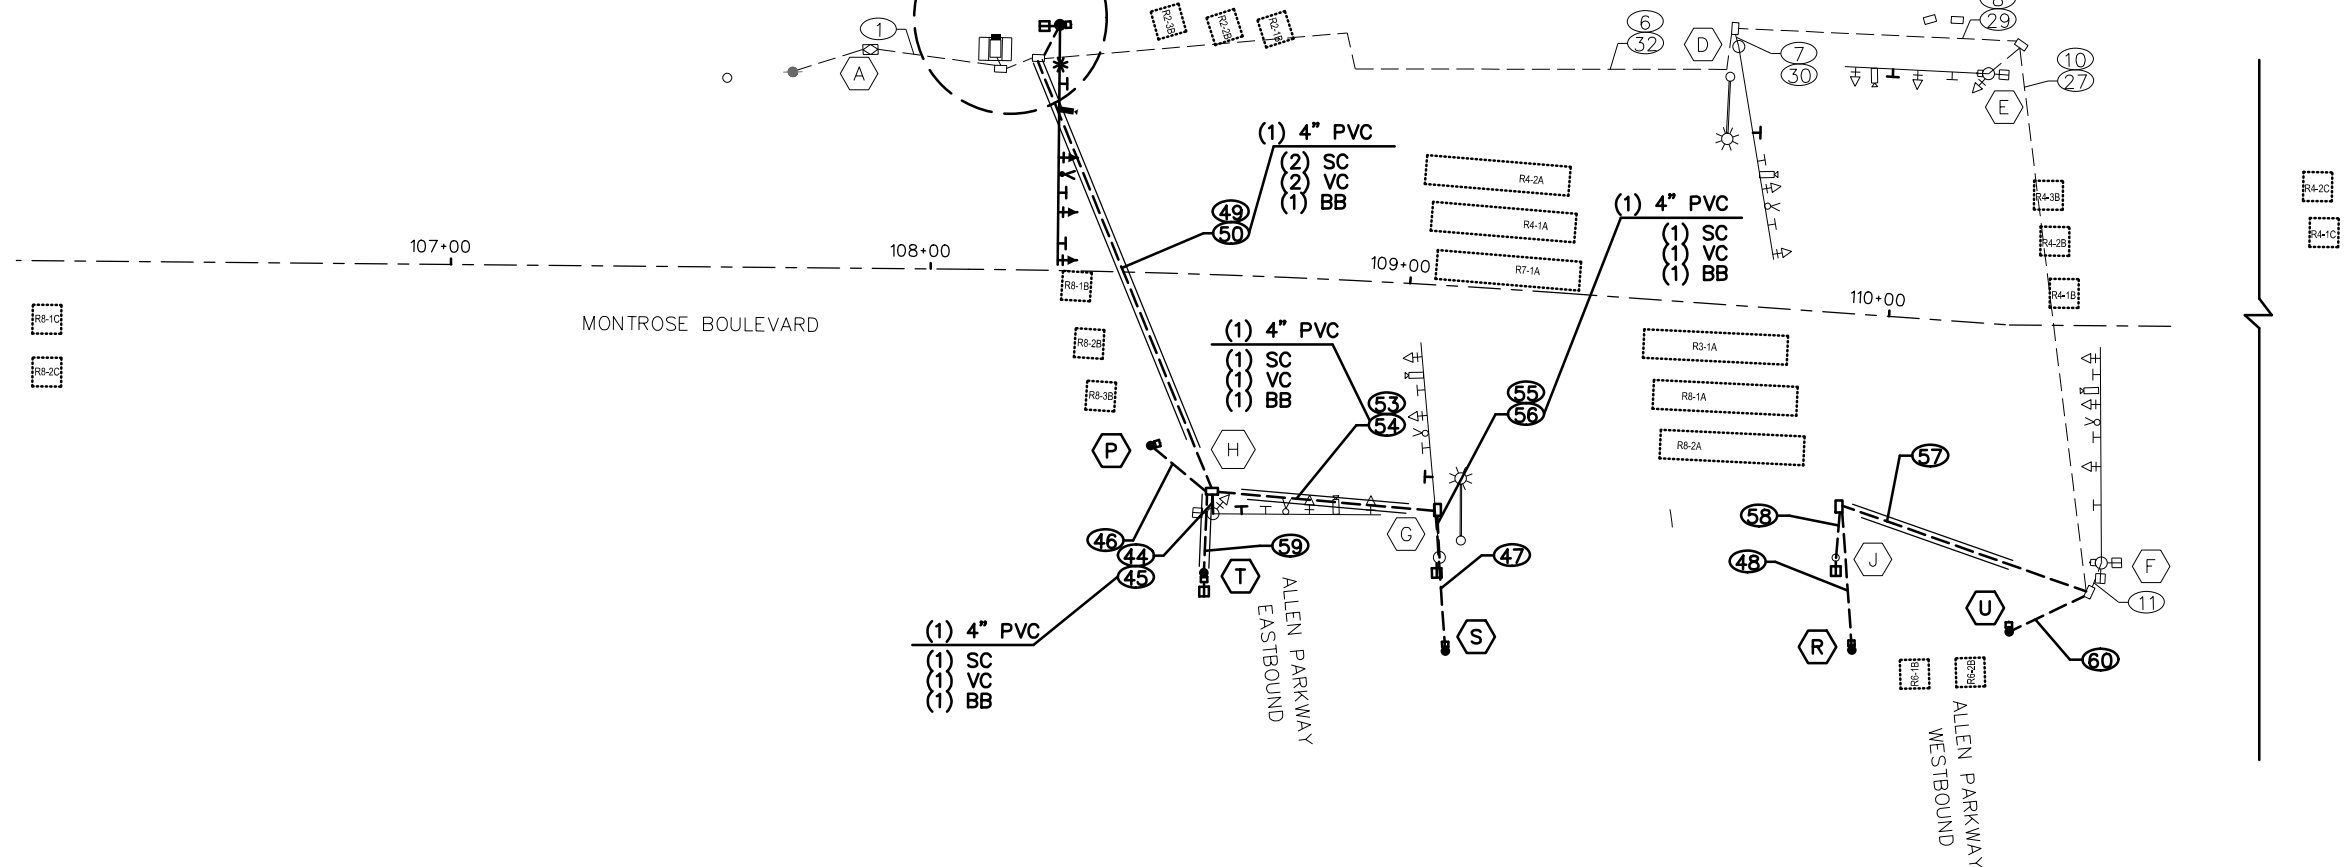 1
A
R2-3B
R2-2B
R2-1B
6
32
D
7
30
8
29
10
27
E
(1) 4" PVC
(2) SC
(2) VC
(1) BB
49
50
R4-2A
R4-1A
R7-1A
(1) 4" PVC
(1) SC
(1) VC
(1) BB
R4-3B
R4-2B
R4-1B
R4-2C
R4-1C
107+00
108+00
109+00
110+00
MONTROSE BOULEVARD
R8-1C
R8-2C
R8-1B
R8-2B
R8-3B
(1) 4" PVC
(1) SC
(1) VC
(1) BB
53
54
55
56
R3-1A
R8-1A
R8-2A
P
H
G
57
58
48
J
F
11
U
60
R
46
44
45
59
T
47
S
(1) 4" PVC
(1) SC
(1) VC
(1) BB
ALLEN PARKWAY
EASTBOUND
R6-1B
R6-2B
ALLEN PARKWAY
WESTBOUND